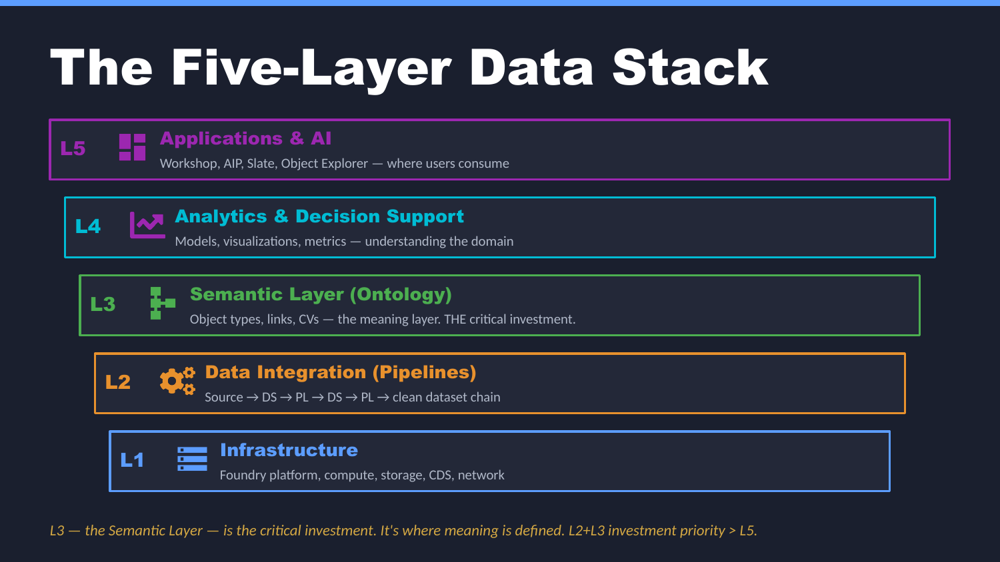 The Five-Layer Data Stack
L5
Applications & AI
Workshop, AIP, Slate, Object Explorer — where users consume
L4
Analytics & Decision Support
Models, visualizations, metrics — understanding the domain
L3
Semantic Layer (Ontology)
Object types, links, CVs — the meaning layer. THE critical investment.
L2
Data Integration (Pipelines)
Source → DS → PL → DS → PL → clean dataset chain
L1
Infrastructure
Foundry platform, compute, storage, CDS, network
L3 — the Semantic Layer — is the critical investment. It's where meaning is defined. L2+L3 investment priority > L5.